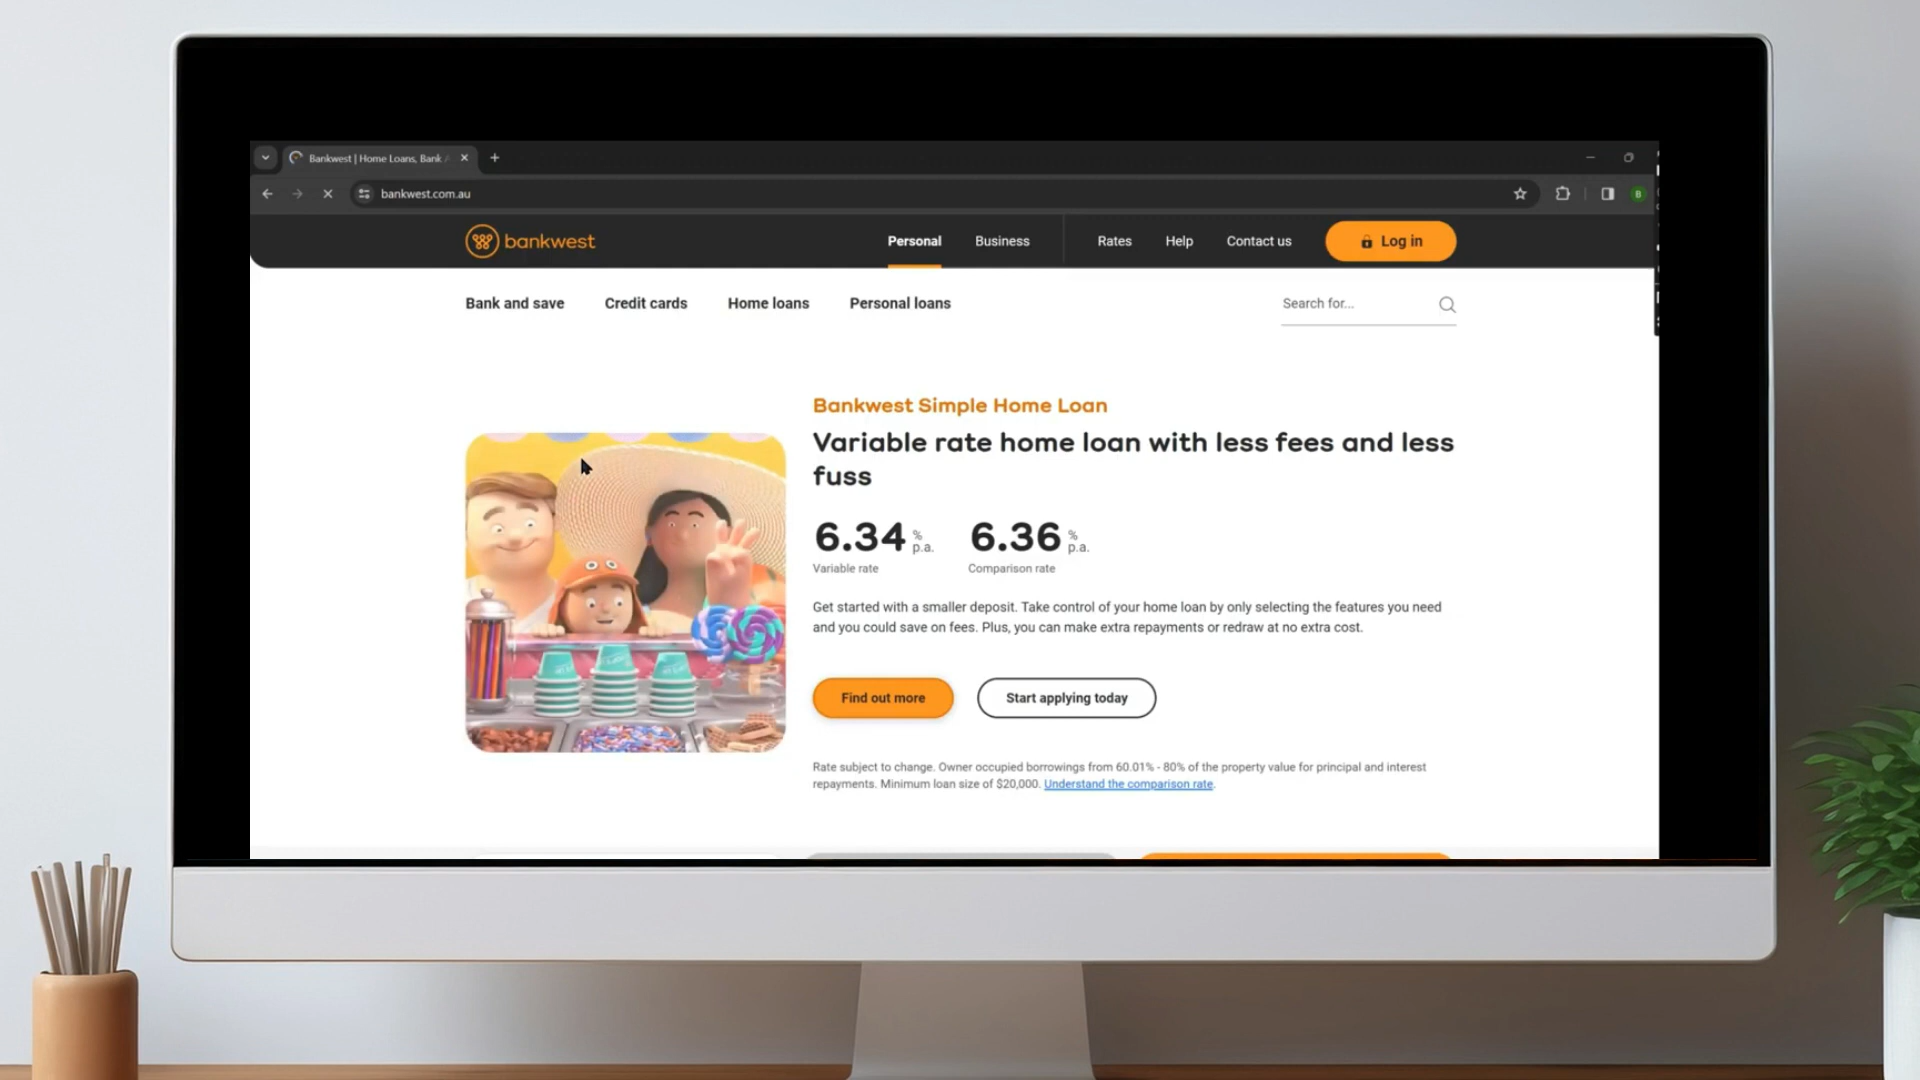 Bankwest | Home Loans, Bank
bankwest.com.au
B
bankwest
Personal
Business
Rates
Help
Contact us
Log in
Bank and save
Credit cards
Home loans
Personal loans
Search for...
Bankwest Simple Home Loan
Variable rate home loan with less fees and less
fuss
6.34 % p.a.
6.36 % p.a.
Variable rate
Comparison rate
Get started with a smaller deposit. Take control of your home loan by only selecting the features you need
and you could save on fees. Plus, you can make extra repayments or redraw at no extra cost.
Find out more
Start applying today
Rate subject to change. Owner occupied borrowings from 60.01% - 80% of the property value for principal and interest
repayments. Minimum loan size of $20,000. Understand the comparison rate.